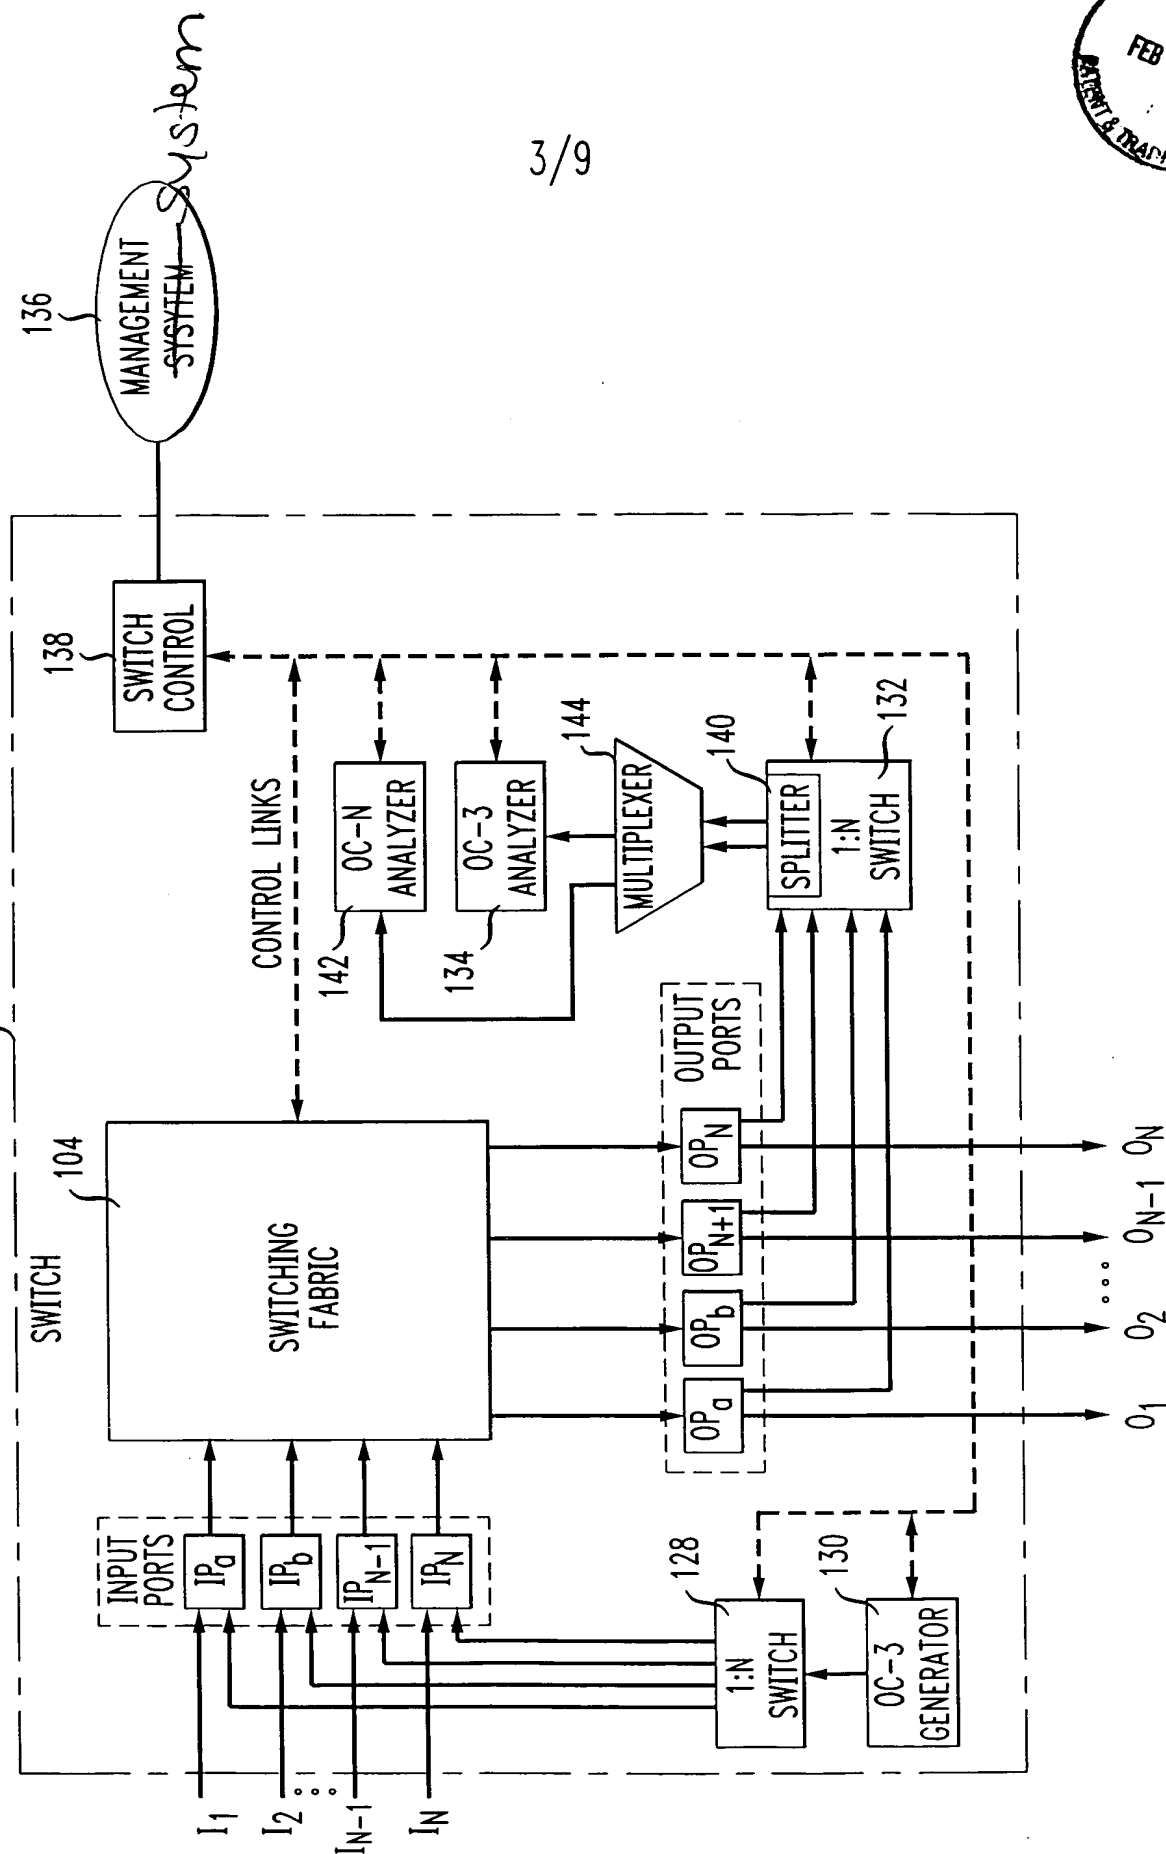 3/9
PATENT &
FEB
136
MANAGEMENT
SYSYTEM
System
138
SWITCH
CONTROL
SWITCH
104
SWITCHING
FABRIC
CONTROL LINKS
142
OC-N
ANALYZER
134
OC-3
ANALYZER
144
MULTIPLEXER
140
SPLITTER
132
1:N
SWITCH
INPUT
PORTS
IPa
IPb
IPN-1
IPN
I1
I2
IN-1
IN
OUTPUT
PORTS
OPa
OPb
OPN+1
OPN
128
1:N
SWITCH
130
OC-3
GENERATOR
O1
O2
ON-1
ON